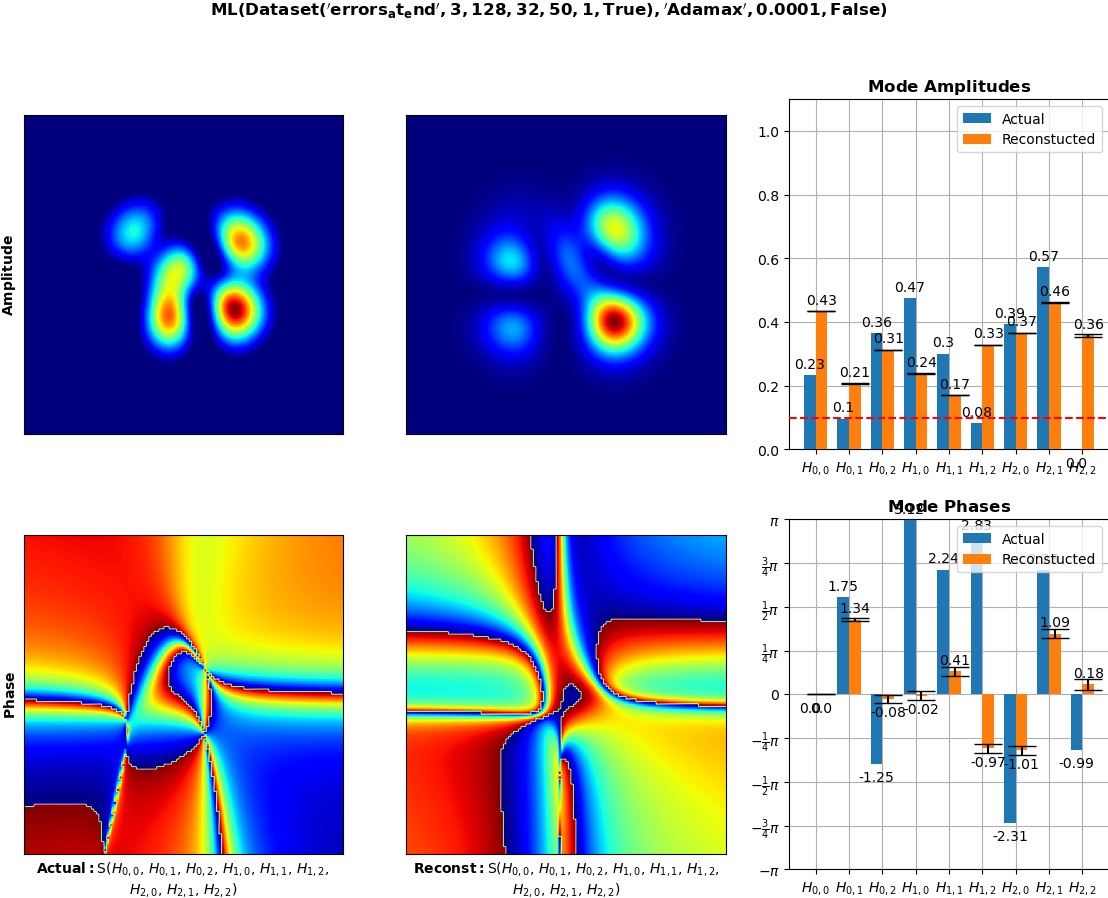 ML(Dataset('errors_at_end', 3, 128, 32, 50, 1, True), 'Adamax', 0.0001, False)
Mode Amplitudes
Amplitude
Actual
Reconstucted
1.0
0.8
0.6
0.4
0.2
0.0
0.23
0.43
0.1
0.21
0.36
0.31
0.47
0.24
0.3
0.17
0.08
0.33
0.39
0.37
0.57
0.46
0.0
0.36
H0,0 H0,1 H0,2 H1,0 H1,1 H1,2 H2,0 H2,1 H2,2
Mode Phases
Phase
Actual
Reconstucted
π
3/4π
1/2π
1/4π
0
−1/4π
−1/2π
−3/4π
−π
0.0
1.75
1.34
-1.25
-0.08
-0.02
2.24
0.41
2.83
-0.97
-2.31
-1.01
1.09
-0.99
0.18
H0,0 H0,1 H0,2 H1,0 H1,1 H1,2 H2,0 H2,1 H2,2
Actual: S(H0,0, H0,1, H0,2, H1,0, H1,1, H1,2,
H2,0, H2,1, H2,2)
Reconst: S(H0,0, H0,1, H0,2, H1,0, H1,1, H1,2,
H2,0, H2,1, H2,2)